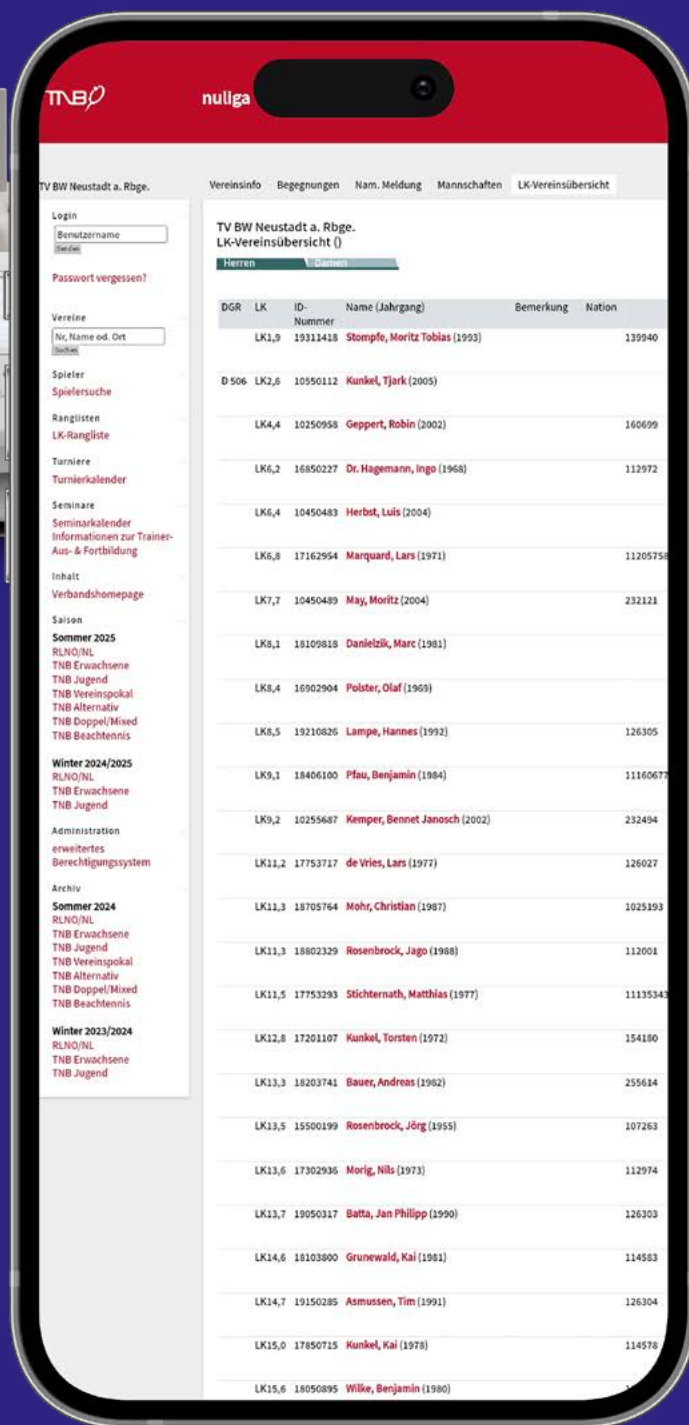 TNB
nuliga
TV BW Neustadt a. Rbge.
Vereinsinfo Begegnungen Nam. Meldung Mannschaften LK-Vereinsübersicht
Login
Benutzername
Senden
Passwort vergessen?
Vereine
Nr, Name od. Ort
Suchen
Spieler
Spielersuche
Ranglisten
LK-Rangliste
Turniere
Turnierkalender
Seminare
Seminarkalender
Informationen zur Trainer-
Aus- & Fortbildung
Inhalt
Verbandshomepage
Saison
Sommer 2025
RLNO/NL
TNB Erwachsene
TNB Jugend
TNB Vereinspokal
TNB Alternativ
TNB Doppel/Mixed
TNB Beachtennis
Winter 2024/2025
RLNO/NL
TNB Erwachsene
TNB Jugend
Administration
erweitertes
Berechtigungssystem
Archiv
Sommer 2024
RLNO/NL
TNB Erwachsene
TNB Jugend
TNB Vereinspokal
TNB Alternativ
TNB Doppel/Mixed
TNB Beachtennis
Winter 2023/2024
RLNO/NL
TNB Erwachsene
TNB Jugend
TV BW Neustadt a. Rbge.
LK-Vereinsübersicht ()
Herren Damen
DGR LK ID- Name (Jahrgang) Bemerkung Nation
Nummer
LK1,9 19311418 Stompfe, Moritz Tobias (1993) 139940
D 506 LK2,6 10550112 Kunkel, Tjark (2005)
LK4,4 10250958 Geppert, Robin (2002) 160699
LK6,2 16850227 Dr. Hagemann, Ingo (1968) 112972
LK6,4 10450483 Herbst, Luis (2004)
LK6,8 17162954 Marquard, Lars (1971) 11205758
LK7,7 10450489 May, Moritz (2004) 232121
LK8,1 18109818 Danielzik, Marc (1981)
LK8,4 16902904 Polster, Olaf (1969)
LK8,5 19210826 Lampe, Hannes (1992) 126305
LK9,1 18406100 Pfau, Benjamin (1984) 11160677
LK9,2 10255687 Kemper, Bennet Janosch (2002) 232494
LK11,2 17753717 de Vries, Lars (1977) 126027
LK11,3 18705764 Mohr, Christian (1987) 1025193
LK11,3 18802329 Rosenbrock, Jago (1988) 112001
LK11,5 17753293 Stichternath, Matthias (1977) 11135343
LK12,8 17201107 Kunkel, Torsten (1972) 154180
LK13,3 18203741 Bauer, Andreas (1982) 255614
LK13,5 15500199 Rosenbrock, Jörg (1955) 107263
LK13,6 17302936 Morig, Nils (1973) 112974
LK13,7 19050317 Batta, Jan Philipp (1990) 126303
LK14,6 18103800 Grunewald, Kai (1981) 114583
LK14,7 19150285 Asmussen, Tim (1991) 126304
LK15,0 17850715 Kunkel, Kai (1978) 114578
LK15,6 18050895 Wilke, Benjamin (1980)